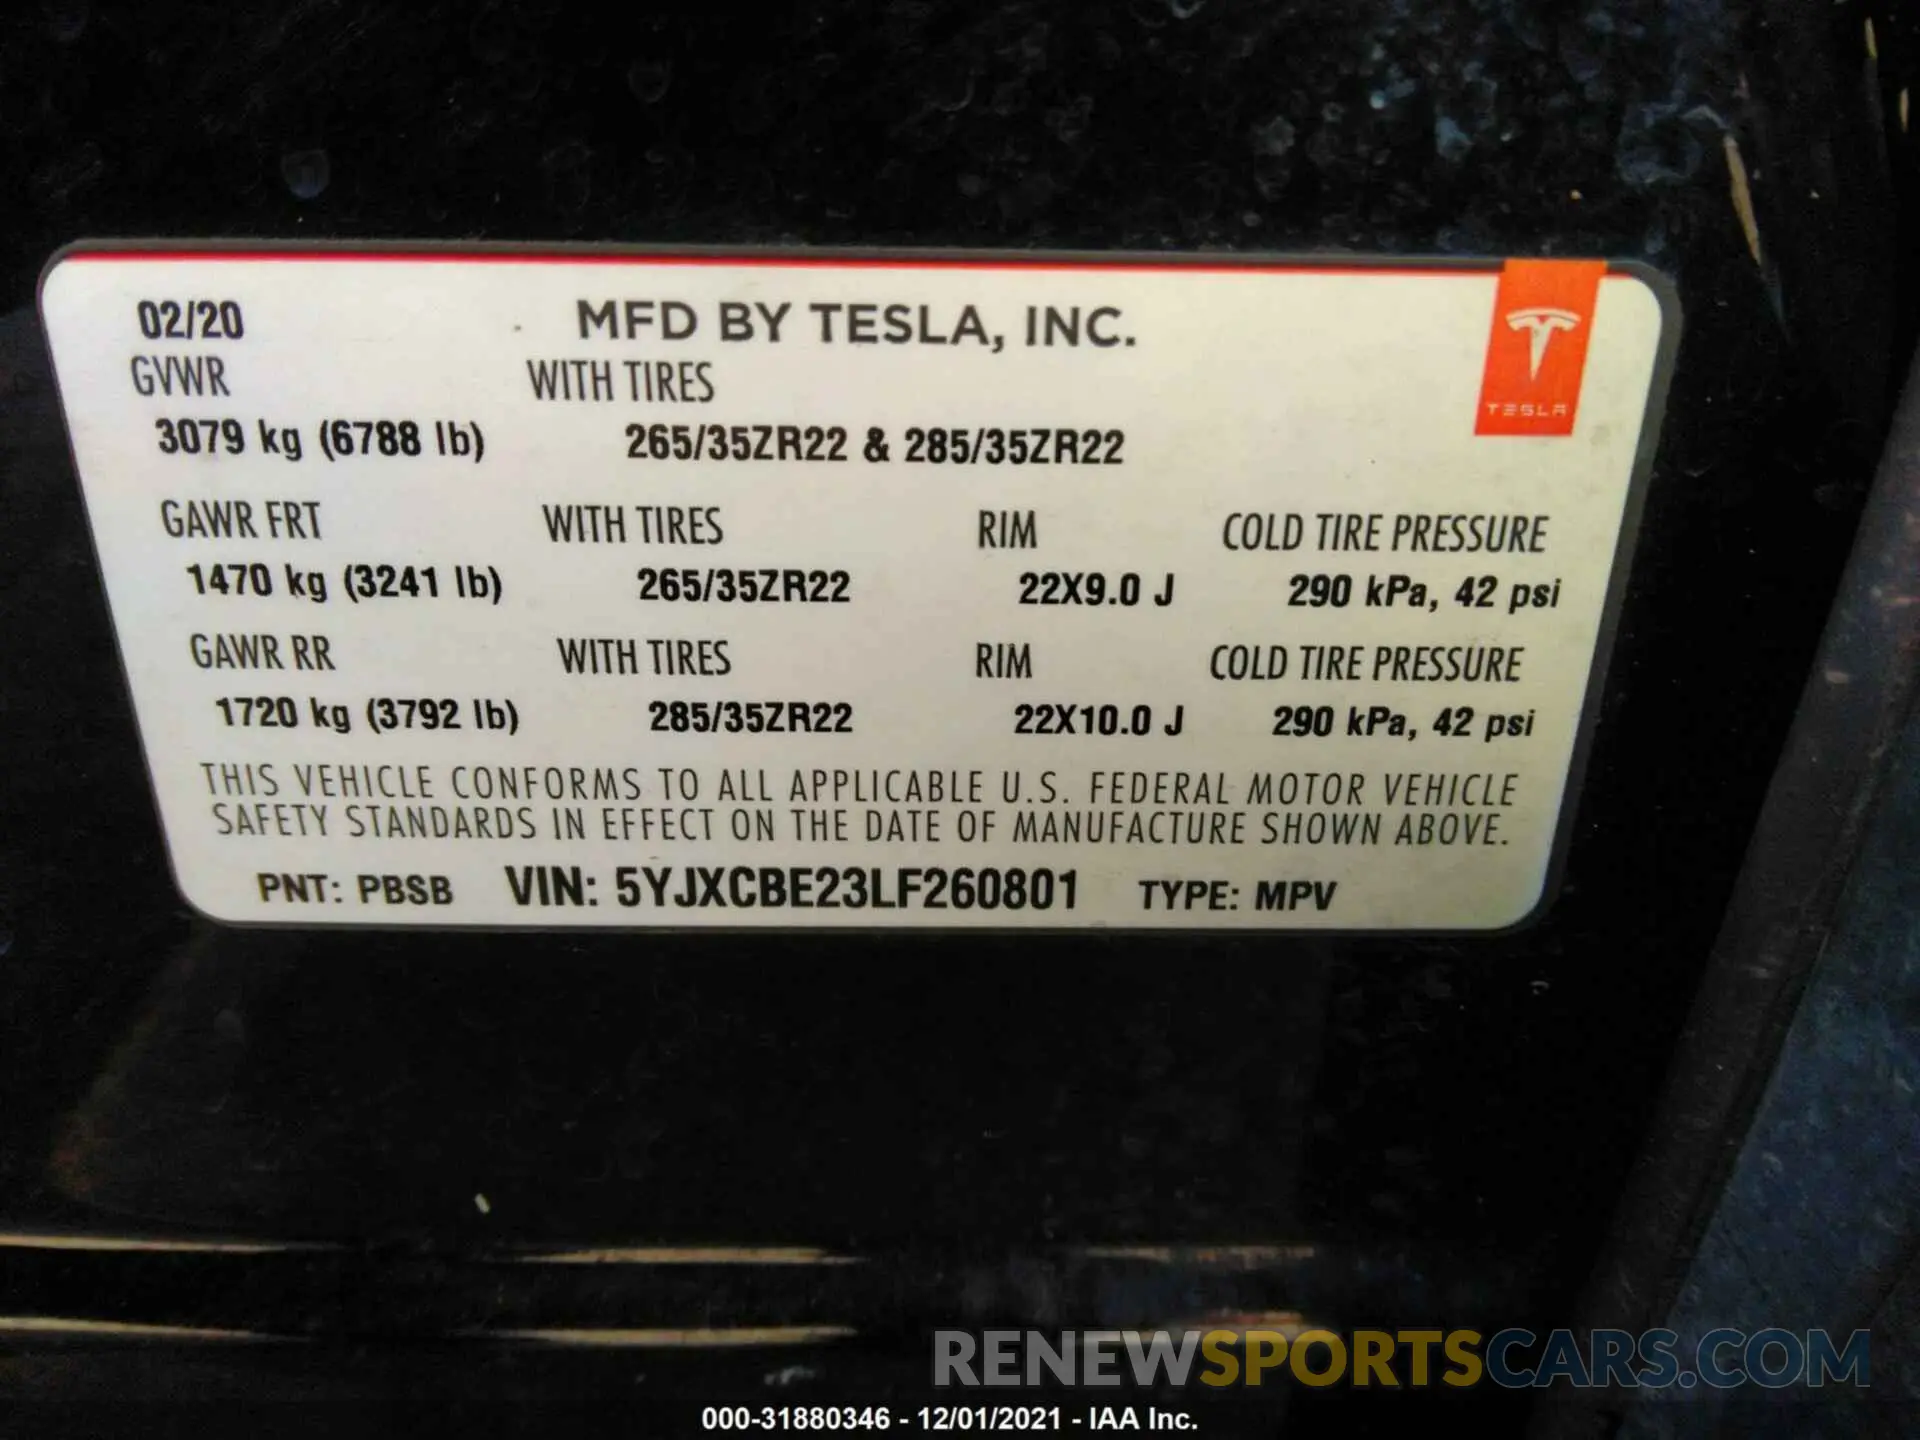 02/20 MFD BY TESLA, INC.
TESLA
GVWR WITH TIRES
3079 kg (6788 lb) 265/35ZR22 & 285/35ZR22
GAWR FRT WITH TIRES RIM COLD TIRE PRESSURE
1470 kg (3241 lb) 265/35ZR22 22X9.0 J 290 kPa, 42 psi
GAWR RR WITH TIRES RIM COLD TIRE PRESSURE
1720 kg (3792 lb) 285/35ZR22 22X10.0 J 290 kPa, 42 psi
THIS VEHICLE CONFORMS TO ALL APPLICABLE U.S. FEDERAL MOTOR VEHICLE
SAFETY STANDARDS IN EFFECT ON THE DATE OF MANUFACTURE SHOWN ABOVE.
PNT: PBSB VIN: 5YJXCBE23LF260801 TYPE: MPV
RENEWSPORTSCARS.COM
000-31880346 - 12/01/2021 - IAA Inc.